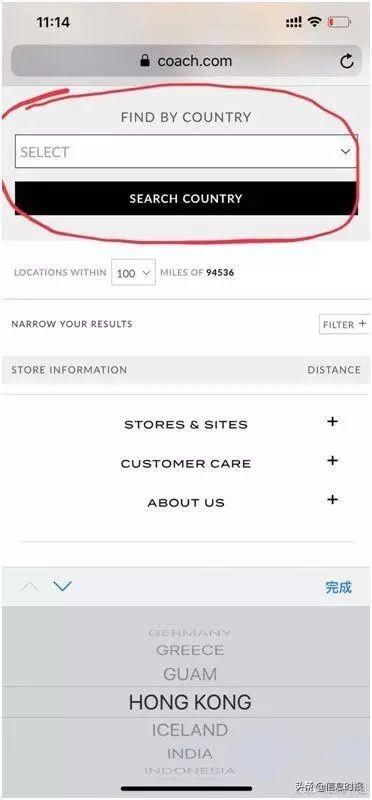 11:14
coach.com
FIND BY COUNTRY
SELECT
SEARCH COUNTRY
LOCATIONS WITHIN 100 MILES OF 94536
NARROW YOUR RESULTS
FILTER +
STORE INFORMATION DISTANCE
STORES & SITES +
CUSTOMER CARE +
ABOUT US +
完成
GERMANY
GREECE
GUAM
HONG KONG
ICELAND
INDIA
INDONESIA
头条@信息时报